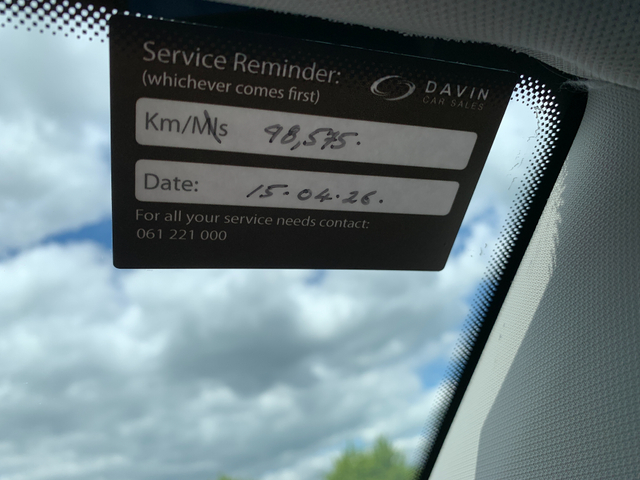 Service Reminder:
(whichever comes first)
DAVIN
CAR SALES
Km/Mls 98,575.
Date: 15.04.26.
For all your service needs contact:
061 221 000